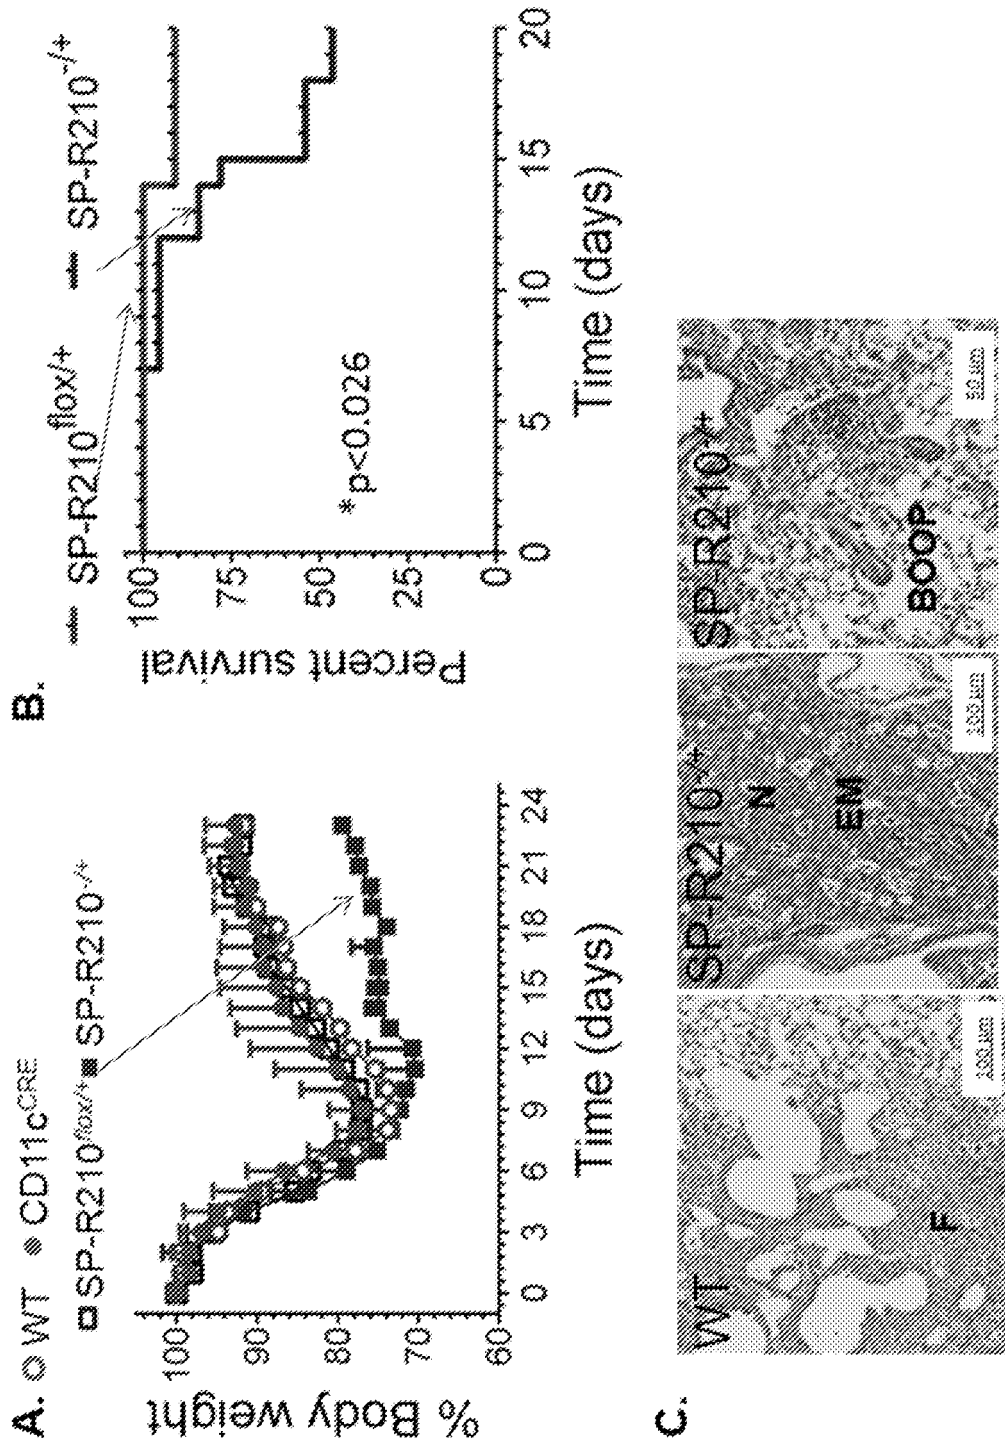 A. ○ WT ● CD11c^CRE
□ SP-R210^flox/+ ■ SP-R210^-/+
% Body weight
100
90
80
70
60
0 3 6 9 12 15 18 21 24
Time (days)
B.
SP-R210^flox/+ SP-R210^-/+
Percent survival
100
75
50
25
0
*p<0.026
0 5 10 15 20
Time (days)
C.
WT
F
100 µm
SP-R210^-/+
N
EM
100 µm
SP-R210^-/+
BOOP
50 µm